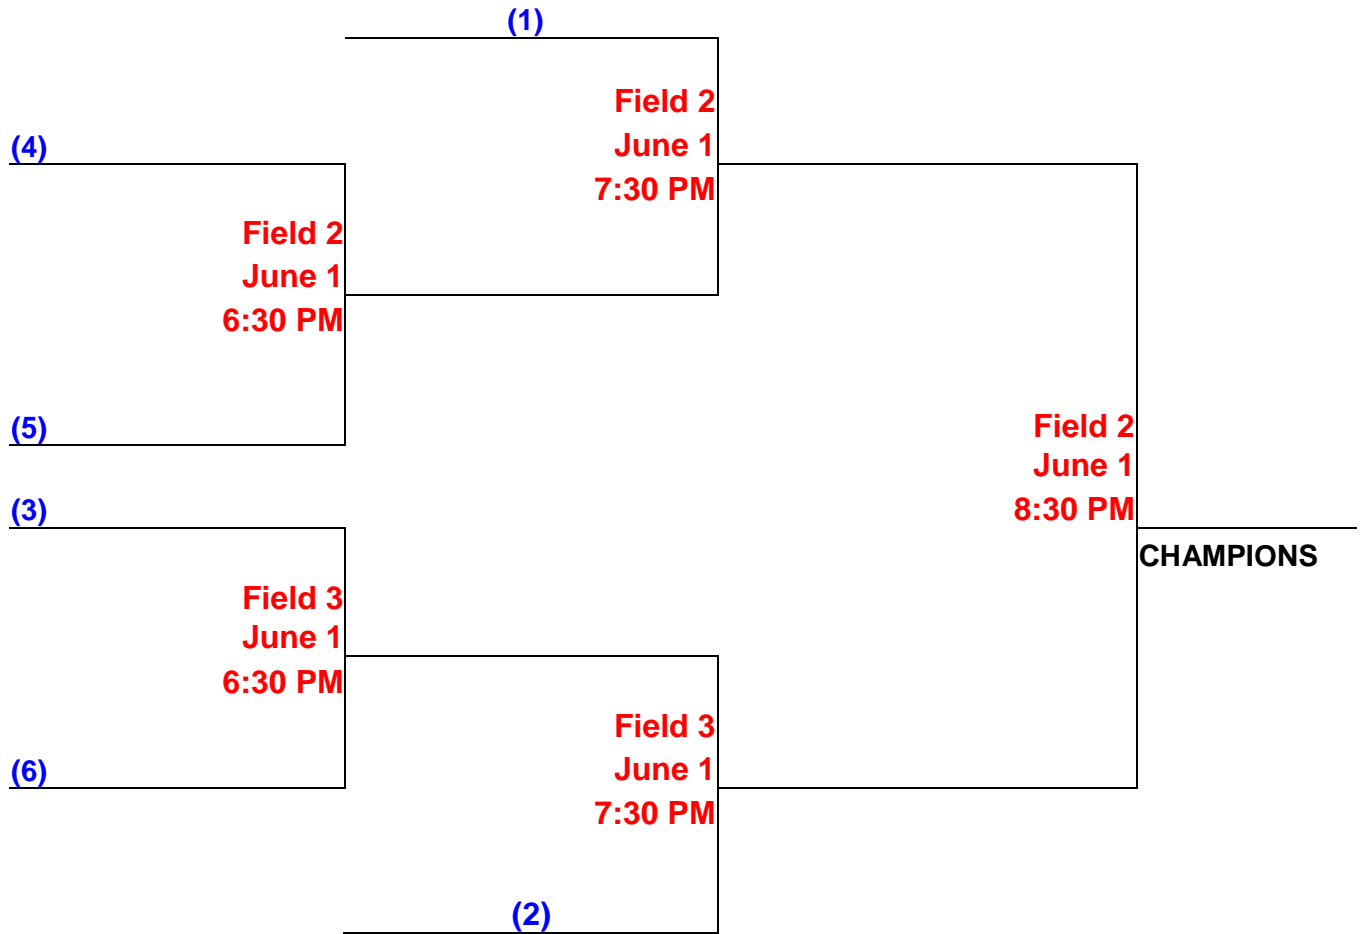 (1)
Field 2
June 1
7:30 PM
(4)
Field 2
June 1
6:30 PM
(5)
Field 2
June 1
8:30 PM
CHAMPIONS
(3)
Field 3
June 1
6:30 PM
(6)
Field 3
June 1
7:30 PM
(2)